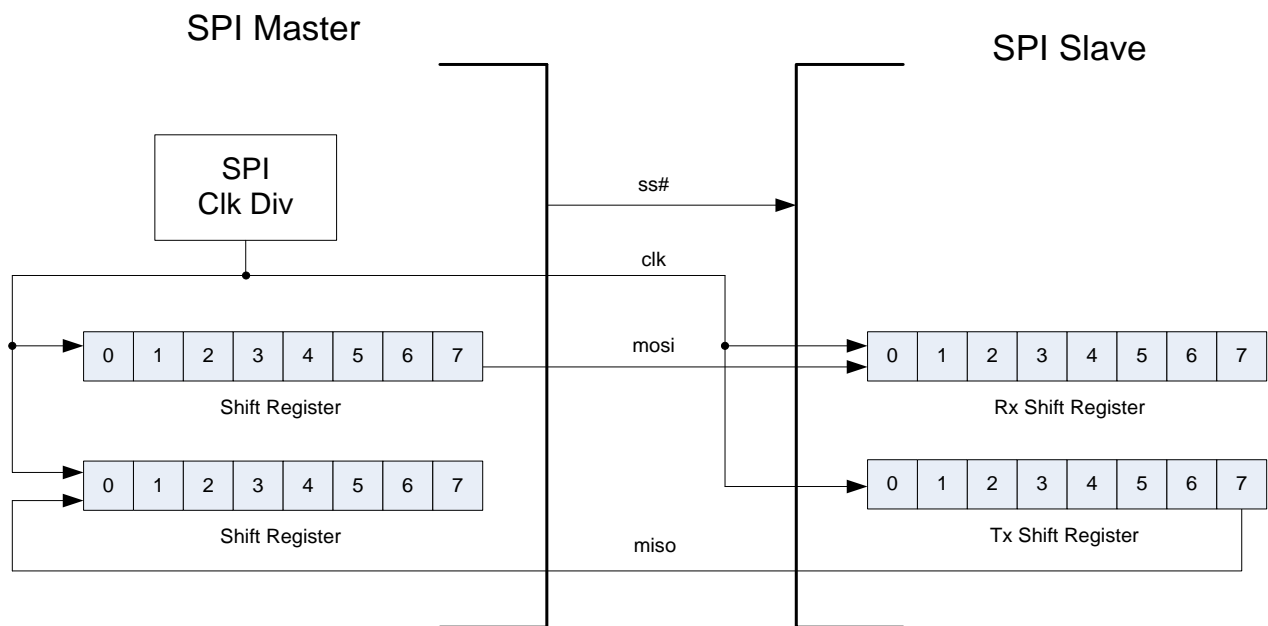 SPI Master
SPI Slave
SPI
Clk Div
ss#
clk
mosi
0 1 2 3 4 5 6 7
0 1 2 3 4 5 6 7
Shift Register
Rx Shift Register
0 1 2 3 4 5 6 7
0 1 2 3 4 5 6 7
Shift Register
Tx Shift Register
miso